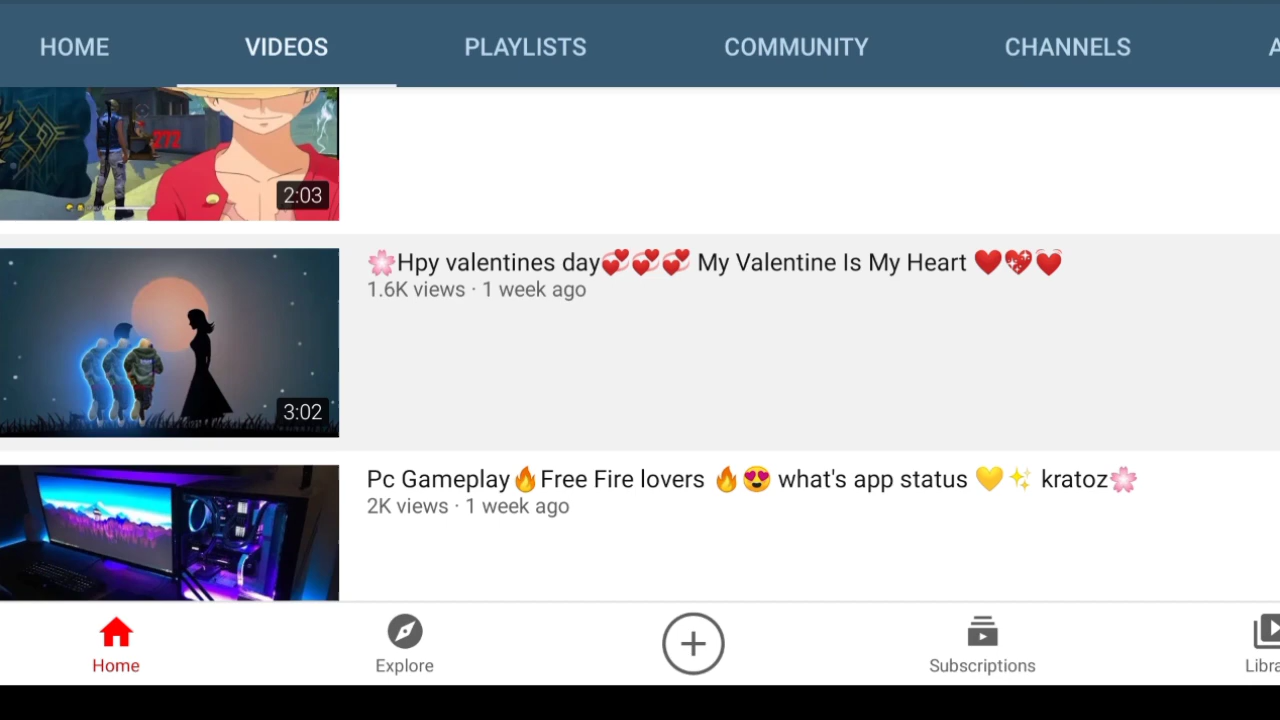 HOME VIDEOS PLAYLISTS COMMUNITY CHANNELS A
272
2:03
🌸Hpy valentines day💞💞💞 My Valentine Is My Heart ❤️💖💓
1.6K views · 1 week ago
3:02
Pc Gameplay🔥Free Fire lovers 🔥😍 what's app status 💛✨ kratoz🌸
2K views · 1 week ago
Home Explore Subscriptions Libra